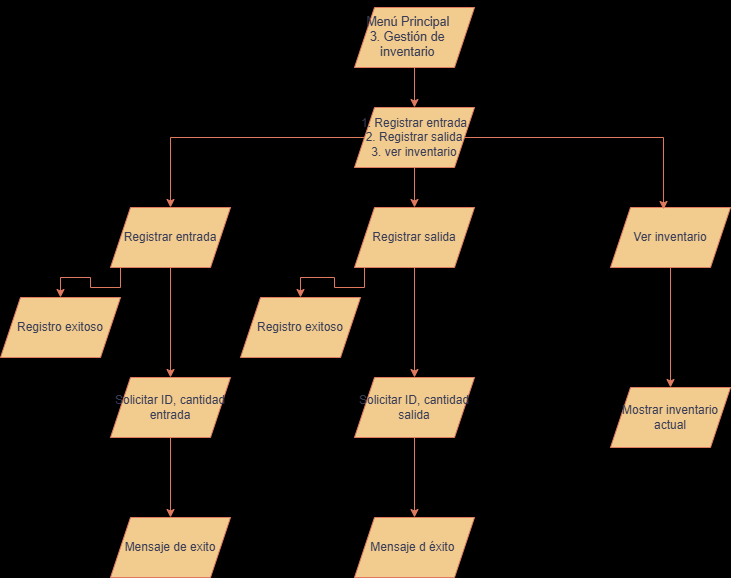 Menú Principal
3. Gestión de
inventario
1. Registrar entrada
2. Registrar salida
3. ver inventario
Registrar entrada
Registrar salida
Ver inventario
Registro exitoso
Registro exitoso
Solicitar ID, cantidad
entrada
Solicitar ID, cantidad
salida
Mostrar inventario
actual
Mensaje de exito
Mensaje d éxito